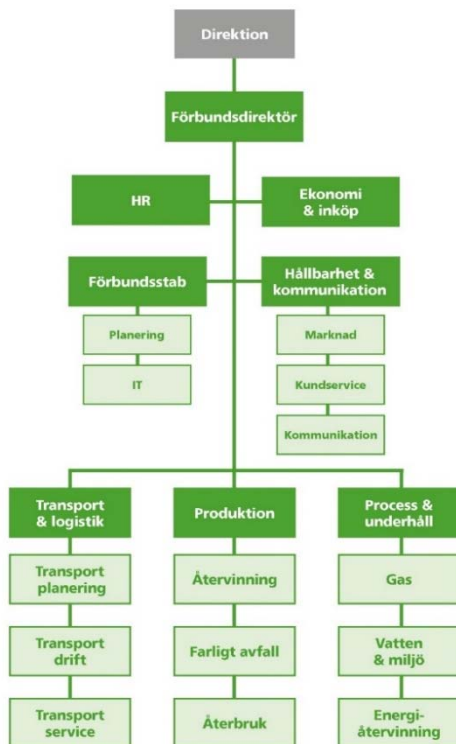 Direktion
Förbundsdirektör
HR
Ekonomi
& inköp
Förbundsstab
Hållbarhet &
kommunikation
Planering
IT
Marknad
Kundservice
Kommunikation
Transport
& logistik
Produktion
Process &
underhåll
Transport
planering
Återvinning
Gas
Transport
drift
Farligt avfall
Vatten
& miljö
Transport
service
Återbruk
Energi-
återvinning